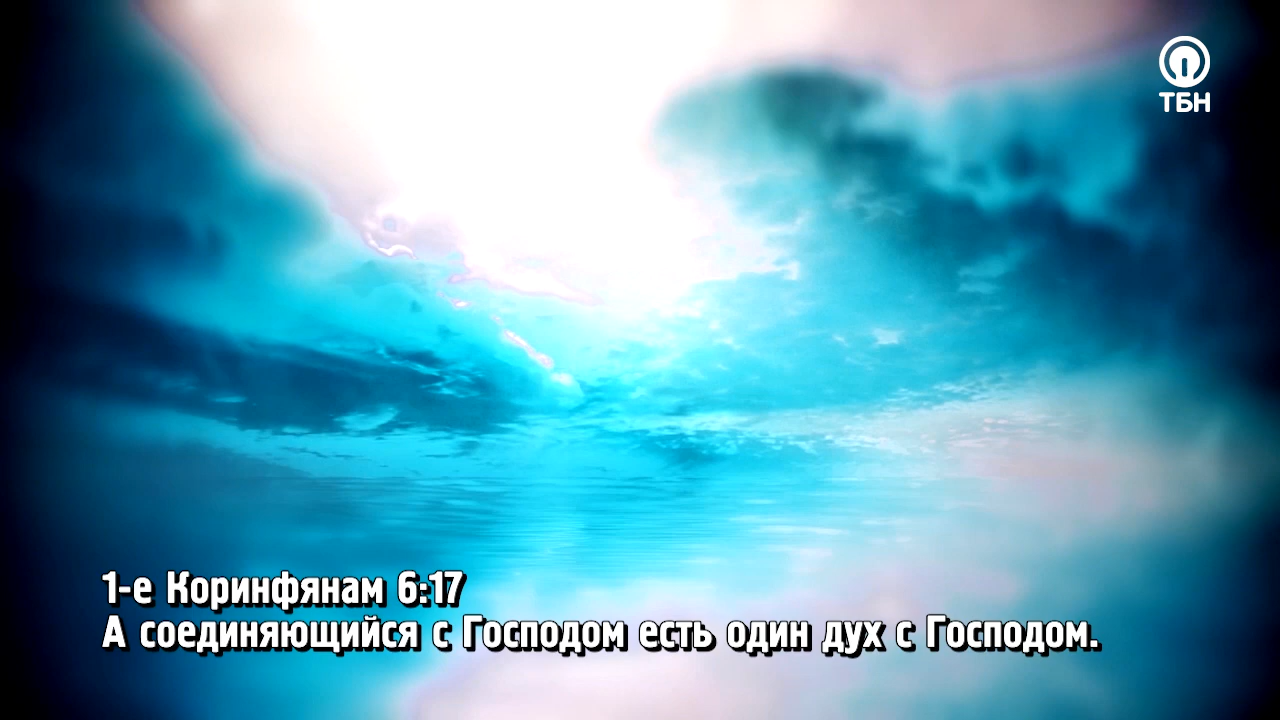 ТБН
1-е Коринфянам 6:17
А соединяющийся с Господом есть один дух с Господом.